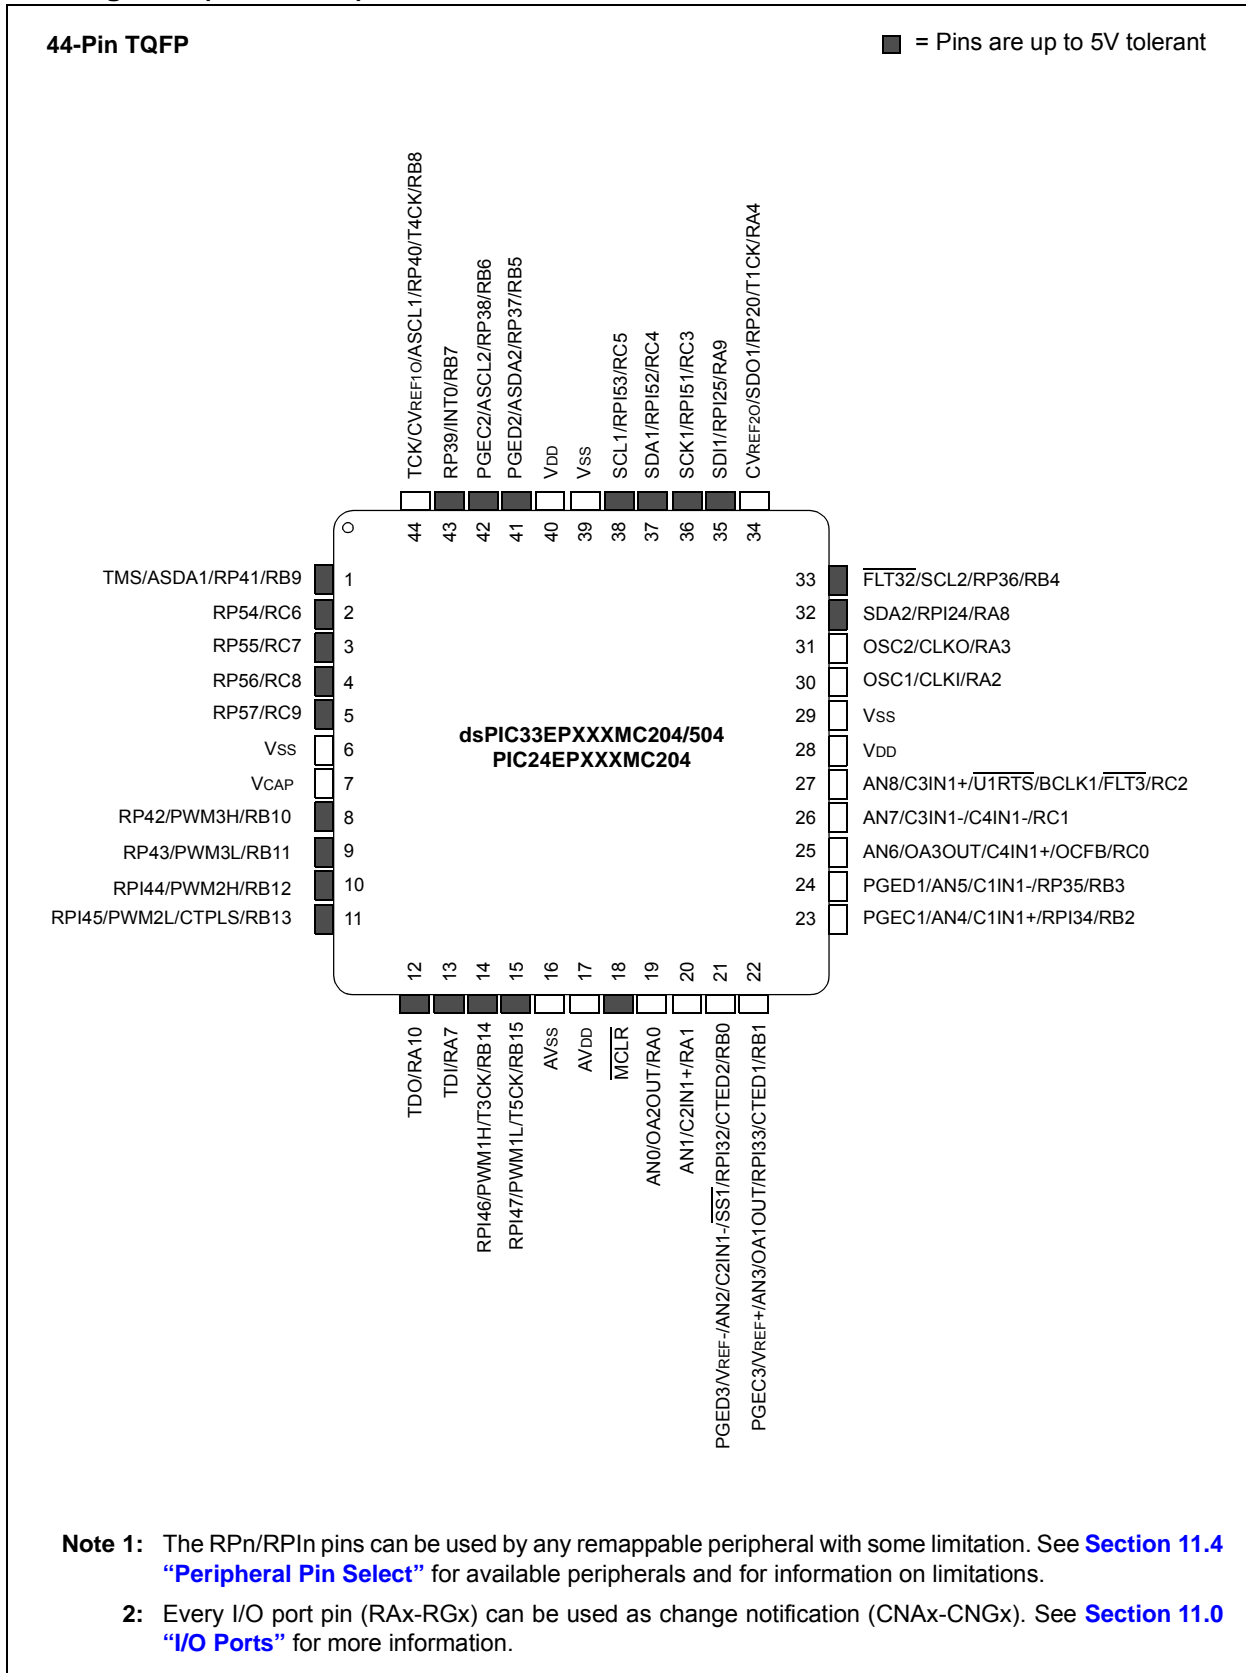 44-Pin TQFP
= Pins are up to 5V tolerant
TCK/CVREF1O/ASCL1/RP40/T4CK/RB8
RP39/INT0/RB7
PGEC2/ASCL2/RP38/RB6
PGED2/ASDA2/RP37/RB5
VDD
VSS
SCL1/RPI53/RC5
SDA1/RPI52/RC4
SCK1/RPI51/RC3
SDI1/RPI25/RA9
CVREF2O/SDO1/RP20/T1CK/RA4
44 43 42 41 40 39 38 37 36 35 34
TMS/ASDA1/RP41/RB9 1
RP54/RC6 2
RP55/RC7 3
RP56/RC8 4
RP57/RC9 5
VSS 6
VCAP 7
RP42/PWM3H/RB10 8
RP43/PWM3L/RB11 9
RPI44/PWM2H/RB12 10
RPI45/PWM2L/CTPLS/RB13 11
dsPIC33EPXXXMC204/504
PIC24EPXXXMC204
33 FLT32/SCL2/RP36/RB4
32 SDA2/RPI24/RA8
31 OSC2/CLKO/RA3
30 OSC1/CLKI/RA2
29 VSS
28 VDD
27 AN8/C3IN1+/U1RTS/BCLK1/FLT3/RC2
26 AN7/C3IN1-/C4IN1-/RC1
25 AN6/OA3OUT/C4IN1+/OCFB/RC0
24 PGED1/AN5/C1IN1-/RP35/RB3
23 PGEC1/AN4/C1IN1+/RPI34/RB2
12 13 14 15 16 17 18 19 20 21 22
TDO/RA10
TDI/RA7
RPI46/PWM1H/T3CK/RB14
RPI47/PWM1L/T5CK/RB15
AVSS
AVDD
MCLR
AN0/OA2OUT/RA0
AN1/C2IN1+/RA1
PGED3/VREF-/AN2/C2IN1-/SS1/RPI32/CTED2/RB0
PGEC3/VREF+/AN3/OA1OUT/RPI33/CTED1/RB1
Note 1: The RPn/RPIn pins can be used by any remappable peripheral with some limitation. See Section 11.4
“Peripheral Pin Select” for available peripherals and for information on limitations.
2: Every I/O port pin (RAx-RGx) can be used as change notification (CNAx-CNGx). See Section 11.0
“I/O Ports” for more information.